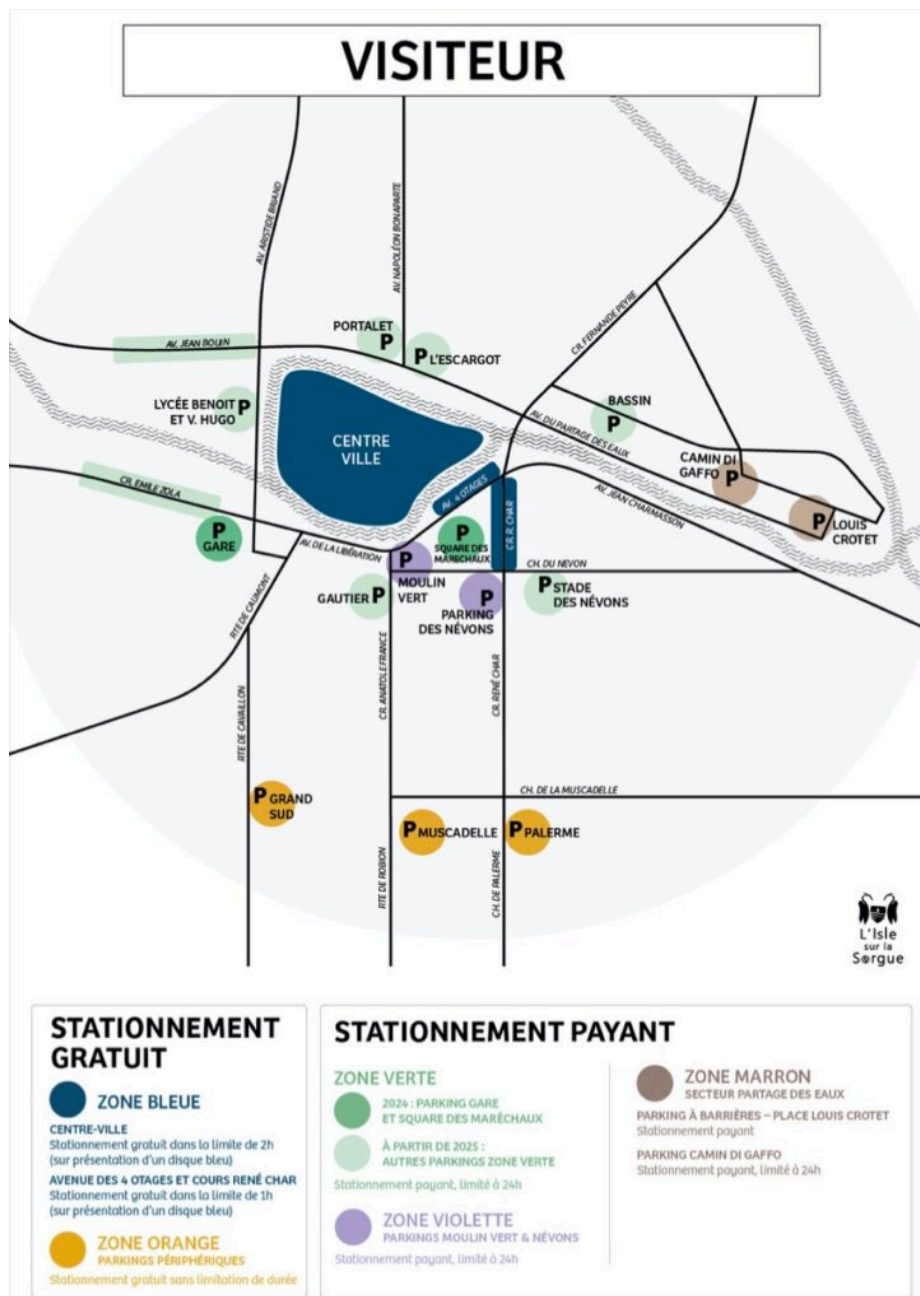 VISITEUR
AV. ARISTIDE BRIAND
AV. NAPOLÉON BONAPARTE
CR. FERNANDE PEYRE
PORTALET
P
P L'ESCARGOT
AV. JEAN BOUIN
LYCÉE BENOIT
ET V. HUGO
P
CENTRE
VILLE
BASSIN
P
AV. DU PARTAGE DES EAUX
CAMIN DI
GAFFO
P
P
LOUIS
CROTET
AV. JEAN CHARMASSON
CR. EMILE ZOLA
AV. 4 OTAGES
CR. R. CHAR
P
GARE
AV. DE LA LIBÉRATION
P
SQUARE DES
MARECHAUX
P
MOULIN
VERT
CH. DU NEVON
GAUTIER P
P
PARKING
DES NÉVONS
P
STADE
DES NÉVONS
RTE DE CAUMONT
RTE DE CAVAILLON
CR. ANATOLE FRANCE
CR. RENÉ CHAR
P GRAND
SUD
CH. DE LA MUSCADELLE
P MUSCADELLE
P PALERME
RTE DE ROBION
CH. DE PALERME
L'Isle
sur la
Sorgue
STATIONNEMENT
GRATUIT
ZONE BLEUE
CENTRE-VILLE
Stationnement gratuit dans la limite de 2h
(sur présentation d'un disque bleu)
AVENUE DES 4 OTAGES ET COURS RENÉ CHAR
Stationnement gratuit dans la limite de 1h
(sur présentation d'un disque bleu)
ZONE ORANGE
PARKINGS PÉRIPHÉRIQUES
Stationnement gratuit sans limitation de durée
STATIONNEMENT PAYANT
ZONE VERTE
2024 : PARKING GARE
ET SQUARE DES MARÉCHAUX
À PARTIR DE 2025 :
AUTRES PARKINGS ZONE VERTE
Stationnement payant, limité à 24h
ZONE VIOLETTE
PARKINGS MOULIN VERT & NÉVONS
Stationnement payant, limité à 24h
ZONE MARRON
SECTEUR PARTAGE DES EAUX
PARKING À BARRIÈRES – PLACE LOUIS CROTET
Stationnement payant
PARKING CAMIN DI GAFFO
Stationnement payant, limité à 24h